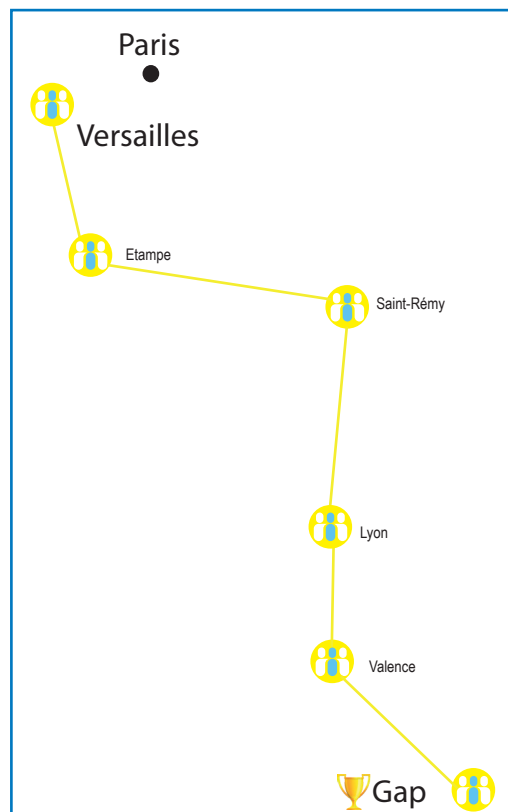 Paris
Versailles
Etampe
Saint-Rémy
Lyon
Valence
Gap